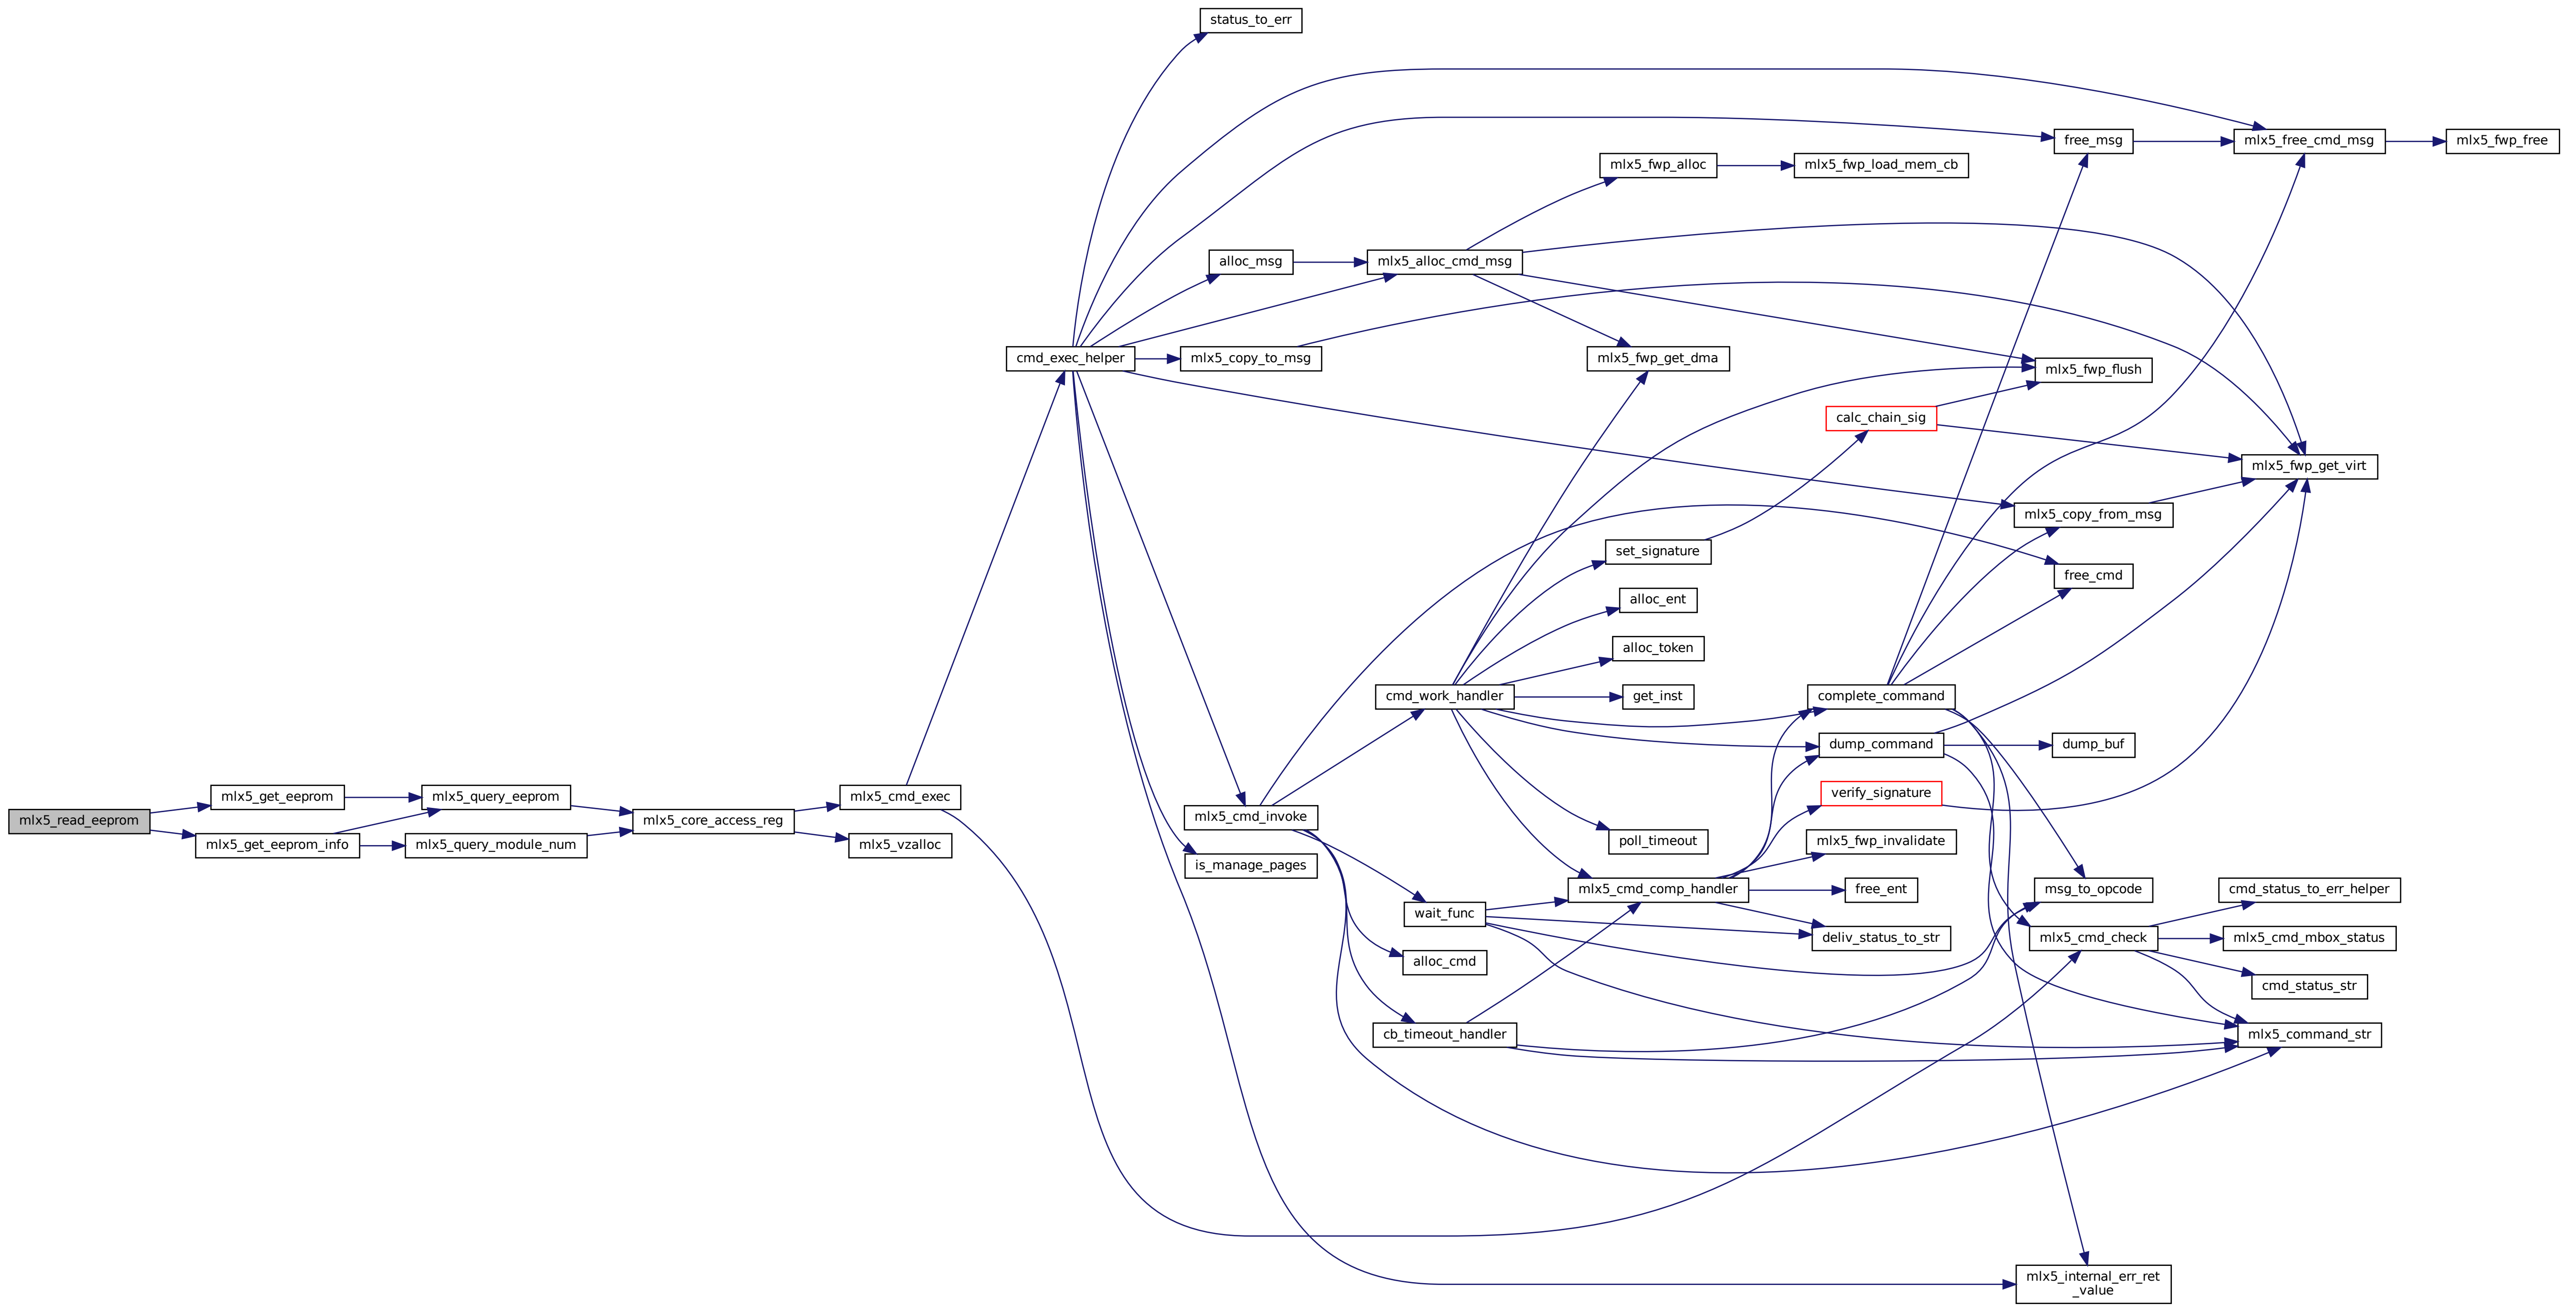 status_to_err
free_msg
mlx5_free_cmd_msg
mlx5_fwp_free
mlx5_fwp_alloc
mlx5_fwp_load_mem_cb
alloc_msg
mlx5_alloc_cmd_msg
cmd_exec_helper
mlx5_copy_to_msg
mlx5_fwp_get_dma
mlx5_fwp_flush
calc_chain_sig
mlx5_fwp_get_virt
mlx5_copy_from_msg
set_signature
free_cmd
alloc_ent
alloc_token
cmd_work_handler
get_inst
complete_command
dump_command
dump_buf
mlx5_get_eeprom
mlx5_query_eeprom
mlx5_cmd_exec
verify_signature
mlx5_read_eeprom
mlx5_core_access_reg
mlx5_cmd_invoke
mlx5_get_eeprom_info
mlx5_query_module_num
mlx5_vzalloc
poll_timeout
mlx5_fwp_invalidate
is_manage_pages
mlx5_cmd_comp_handler
free_ent
msg_to_opcode
cmd_status_to_err_helper
wait_func
deliv_status_to_str
mlx5_cmd_check
mlx5_cmd_mbox_status
alloc_cmd
cmd_status_str
cb_timeout_handler
mlx5_command_str
mlx5_internal_err_ret
_value